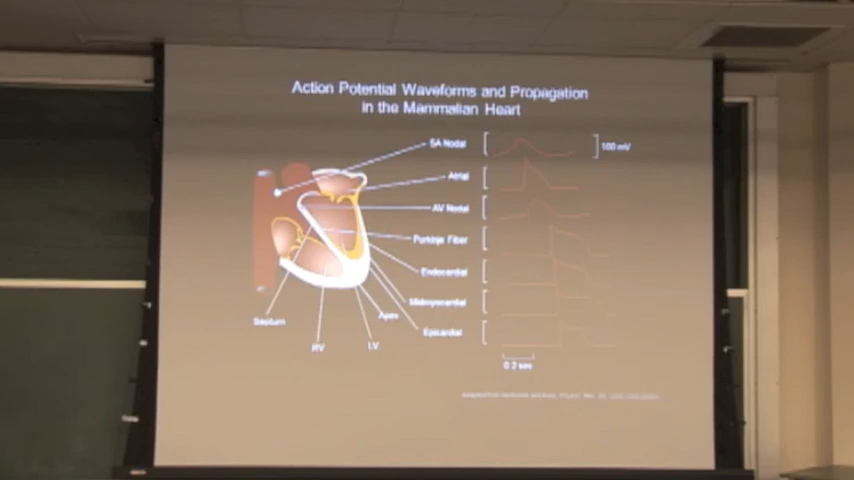 Action Potential Waveforms and Propagation
in the Mammalian Heart
SA Nodal
100 mV
Atrial
AV Nodal
Purkinje Fiber
Endocardial
Midmyocardial
Epicardial
Septum
RV
LV
Apex
0.2 sec